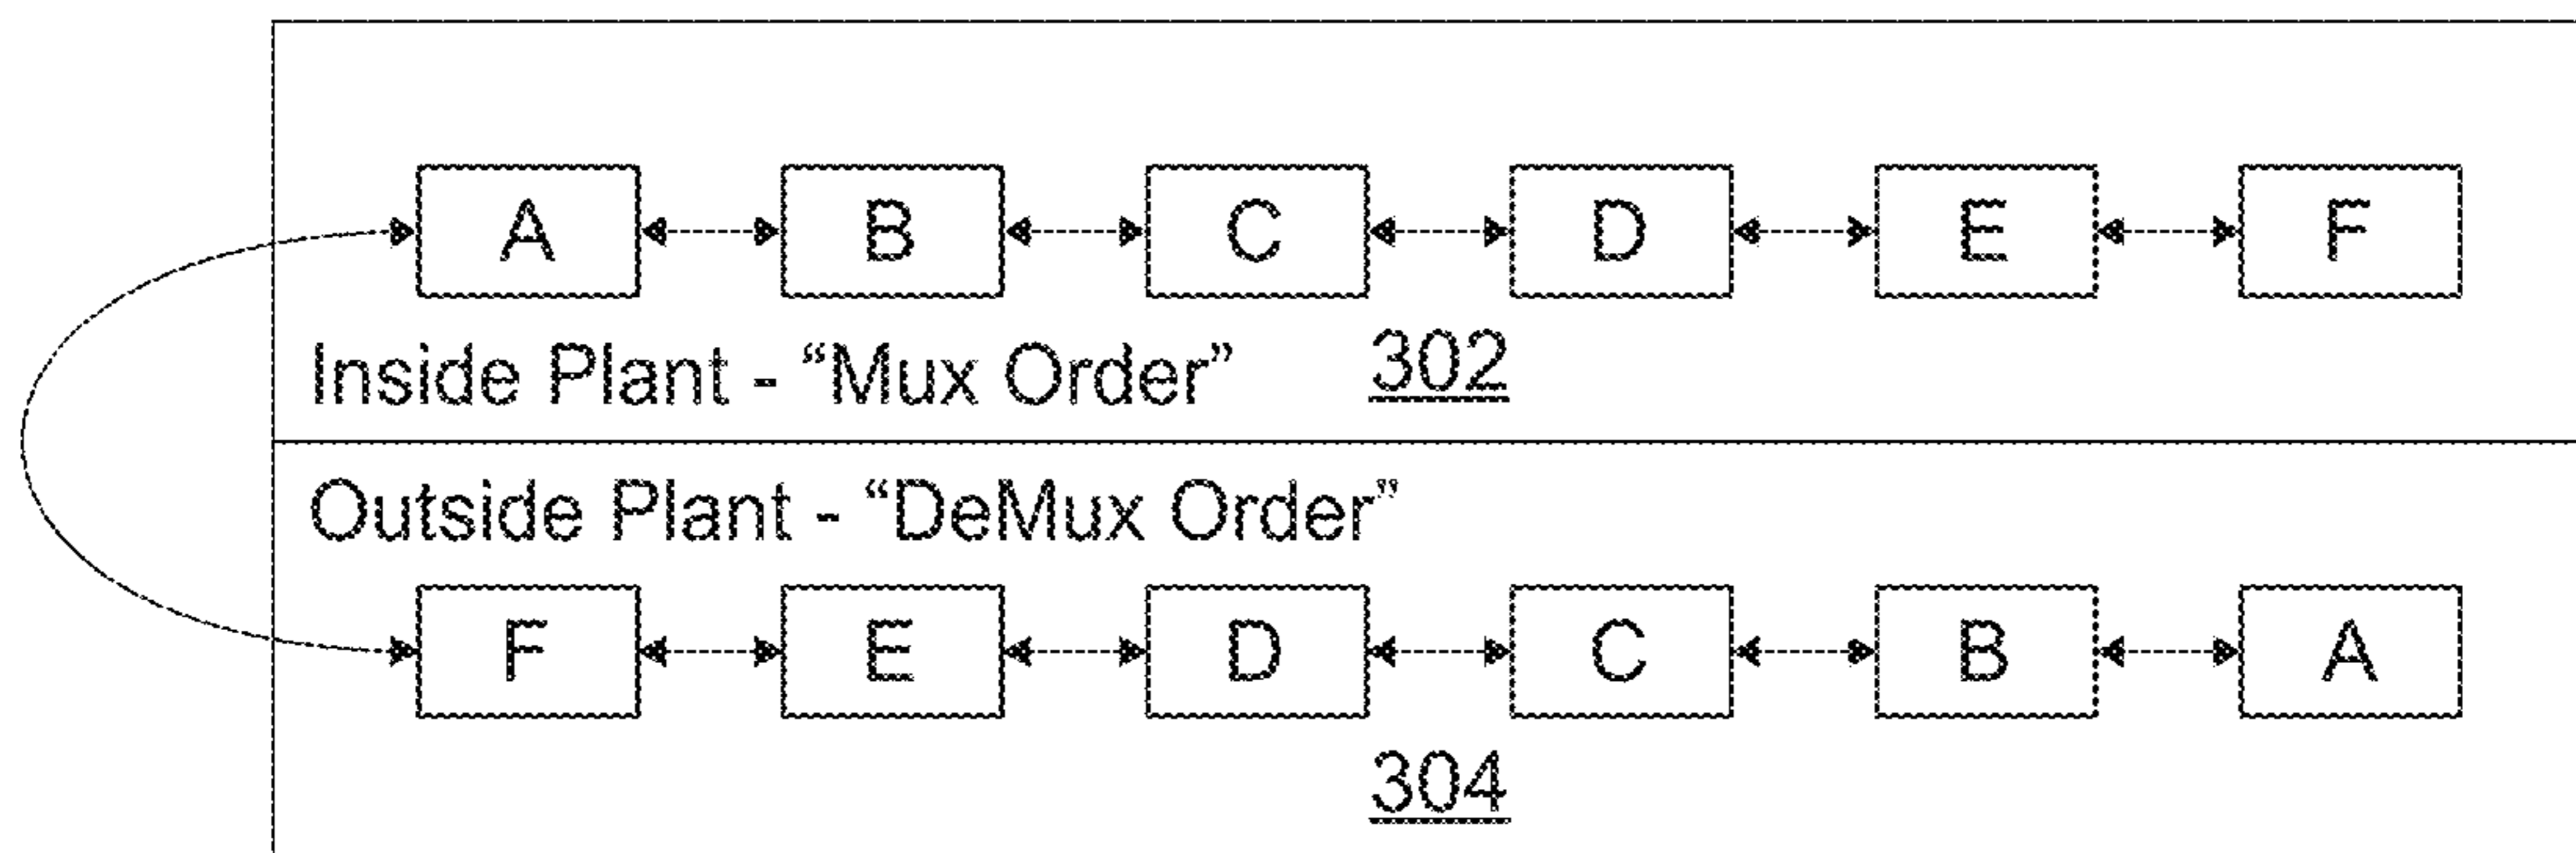 A B C D E F
Inside Plant - “Mux Order” 302
Outside Plant - “DeMux Order”
F E D C B A
304